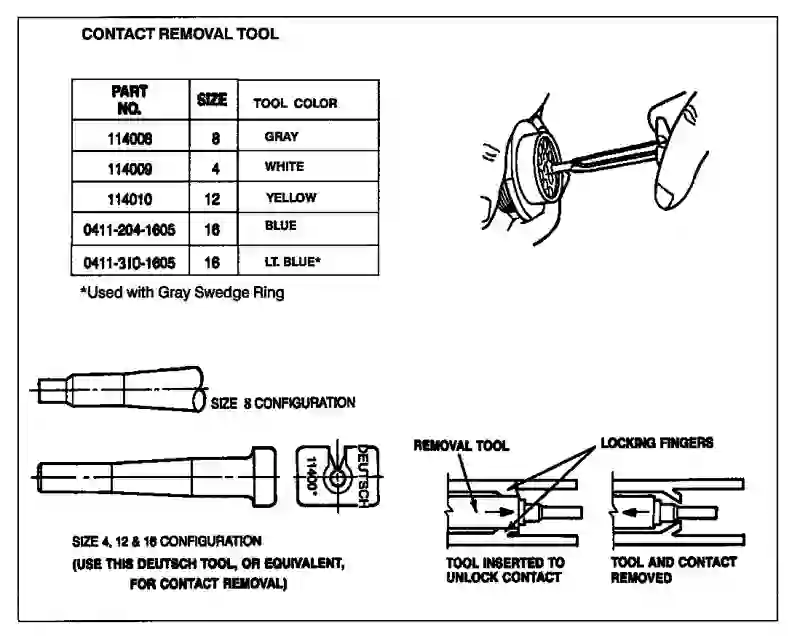 CONTACT REMOVAL TOOL
PART NO. SIZE TOOL COLOR
114008 8 GRAY
114009 4 WHITE
114010 12 YELLOW
0411-204-1605 16 BLUE
0411-310-1605 16 LT. BLUE*
*Used with Gray Swedge Ring
SIZE 8 CONFIGURATION
DEUTSCH
11400*
SIZE 4, 12 & 16 CONFIGURATION
(USE THIS DEUTSCH TOOL, OR EQUIVALENT,
FOR CONTACT REMOVAL)
REMOVAL TOOL
LOCKING FINGERS
TOOL INSERTED TO
UNLOCK CONTACT
TOOL AND CONTACT
REMOVED